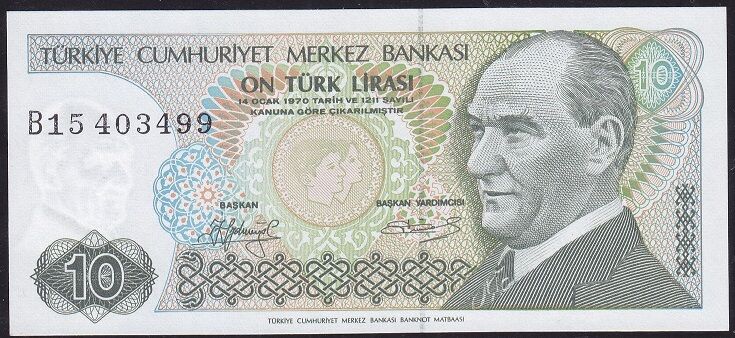 TÜRKİYE CUMHURİYET MERKEZ BANKASI
ON TÜRK LİRASI
14 OCAK 1970 TARİH VE 1211 SAYILI
KANUNA GÖRE ÇIKARILMIŞTIR
10
B15 403499
BAŞKAN
BAŞKAN YARDIMCISI
10
TÜRKİYE CUMHURİYET MERKEZ BANKASI BANKNOT MATBAASI